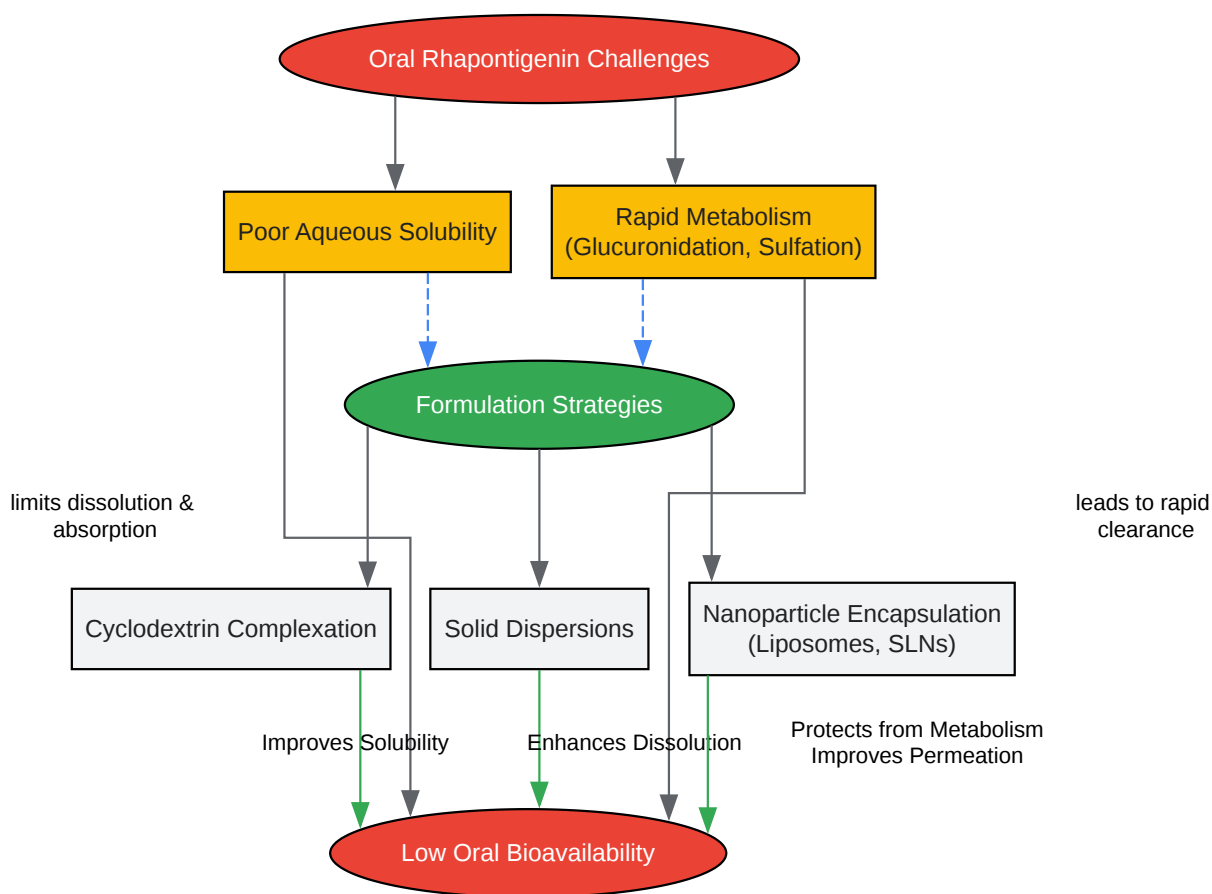 Oral Rhapontigenin Challenges
Poor Aqueous Solubility
Rapid Metabolism
(Glucuronidation, Sulfation)
Formulation Strategies
limits dissolution &
absorption
leads to rapid
clearance
Cyclodextrin Complexation
Solid Dispersions
Nanoparticle Encapsulation
(Liposomes, SLNs)
Improves Solubility
Enhances Dissolution
Protects from Metabolism
Improves Permeation
Low Oral Bioavailability